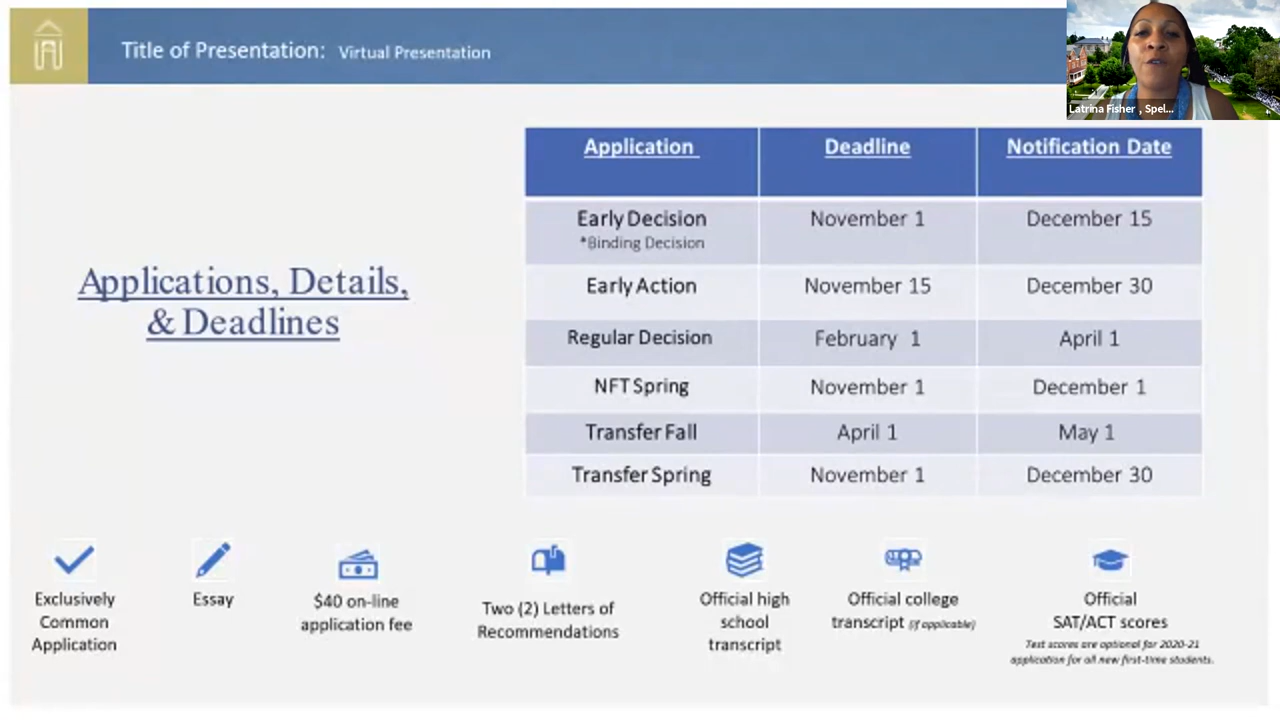 Title of Presentation: Virtual Presentation
Latrina Fisher , Spel...
Applications, Details,
& Deadlines
Application Deadline Notification Date
Early Decision November 1 December 15
*Binding Decision
Early Action November 15 December 30
Regular Decision February 1 April 1
NFT Spring November 1 December 1
Transfer Fall April 1 May 1
Transfer Spring November 1 December 30
Exclusively
Common
Application
Essay
$40 on-line
application fee
Two (2) Letters of
Recommendations
Official high
school
transcript
Official college
transcript (if applicable)
Official
SAT/ACT scores
Test scores are optional for 2020-21
application for all new first-time students.